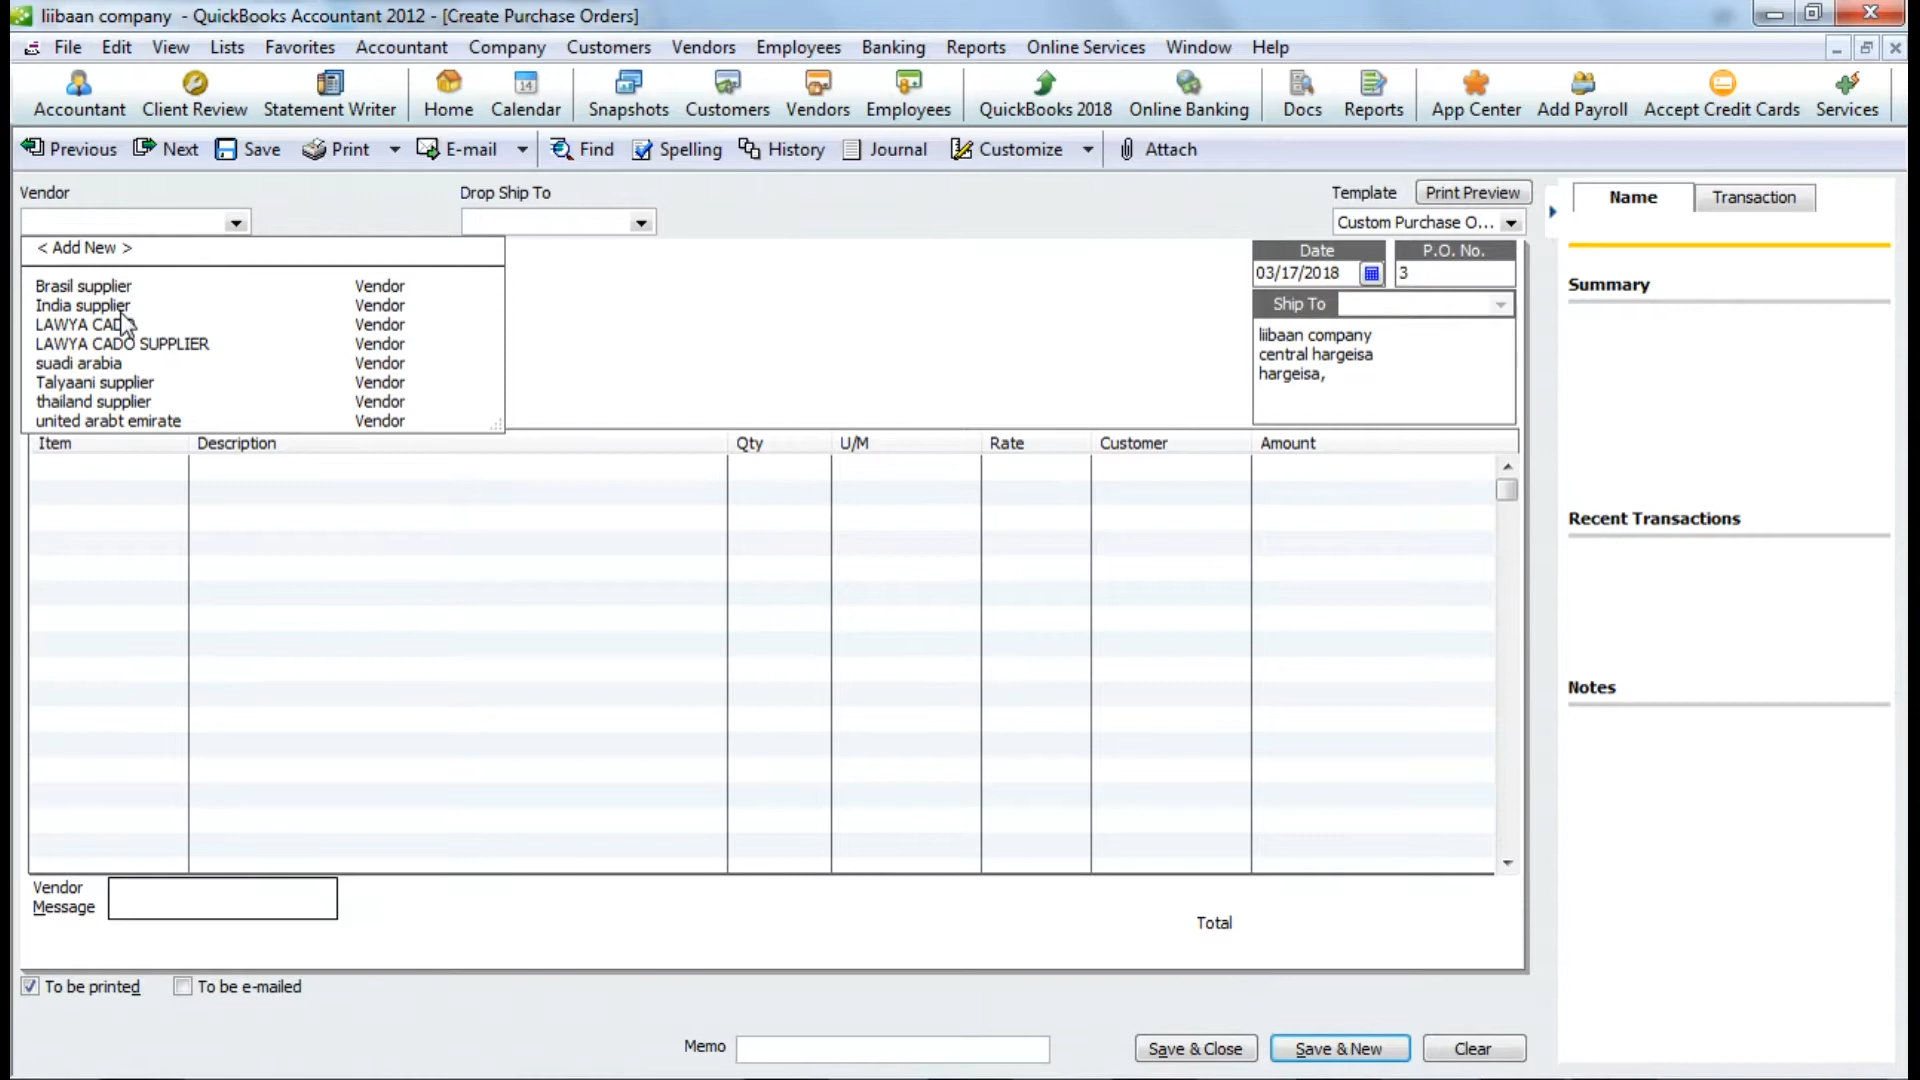 liibaan company - QuickBooks Accountant 2012 - [Create Purchase Orders]
File Edit View Lists Favorites Accountant Company Customers Vendors Employees Banking Reports Online Services Window Help
14
Accountant Client Review Statement Writer Home Calendar Snapshots Customers Vendors Employees QuickBooks 2018 Online Banking Docs Reports App Center Add Payroll Accept Credit Cards Services
Previous Next Save Print E-mail Find Spelling History Journal Customize Attach
Vendor Drop Ship To Template Print Preview
Custom Purchase O...
< Add New >
Brasil supplier Vendor
India supplier Vendor
LAWYA CADO Vendor
LAWYA CADO SUPPLIER Vendor
suadi arabia Vendor
Talyaani supplier Vendor
thailand supplier Vendor
united arabt emirate Vendor
Date P.O. No.
03/17/2018 3
Ship To
liibaan company
central hargeisa
hargeisa,
Item Description Qty U/M Rate Customer Amount
Vendor
Message
Total
To be printed To be e-mailed
Memo Save & Close Save & New Clear
Name Transaction
Summary
Recent Transactions
Notes